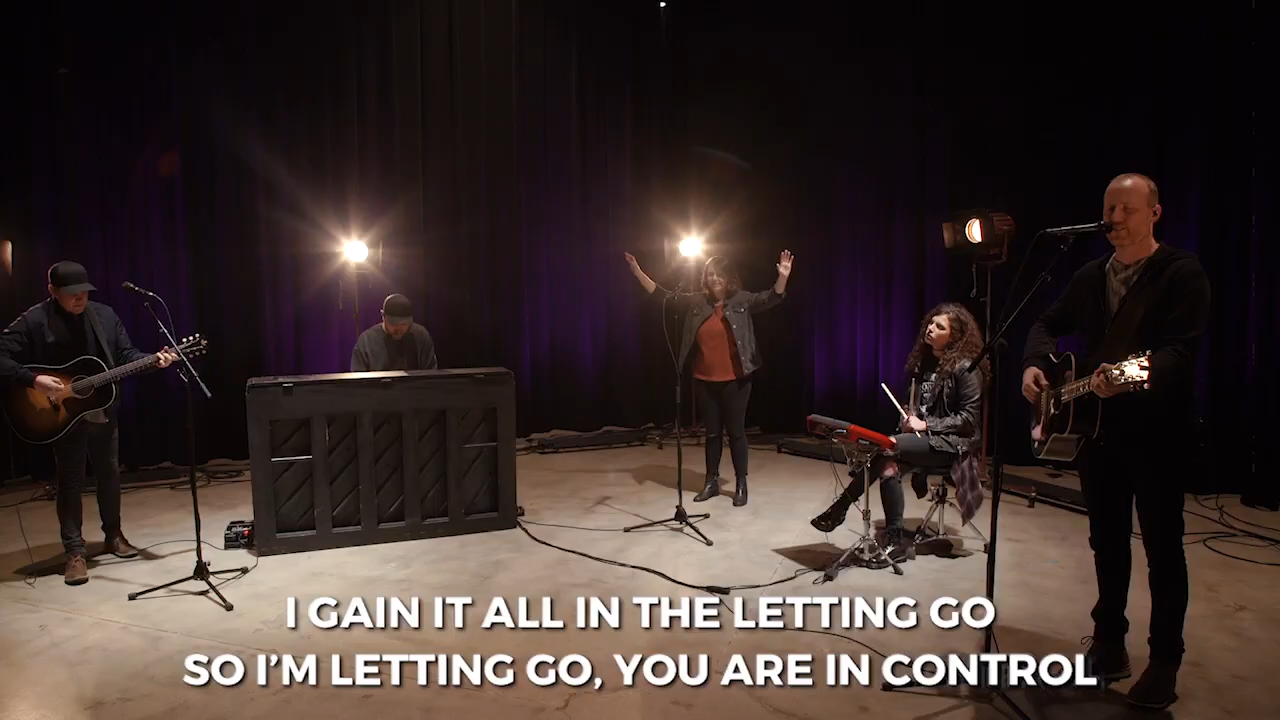 I GAIN IT ALL IN THE LETTING GO
SO I'M LETTING GO, YOU ARE IN CONTROL